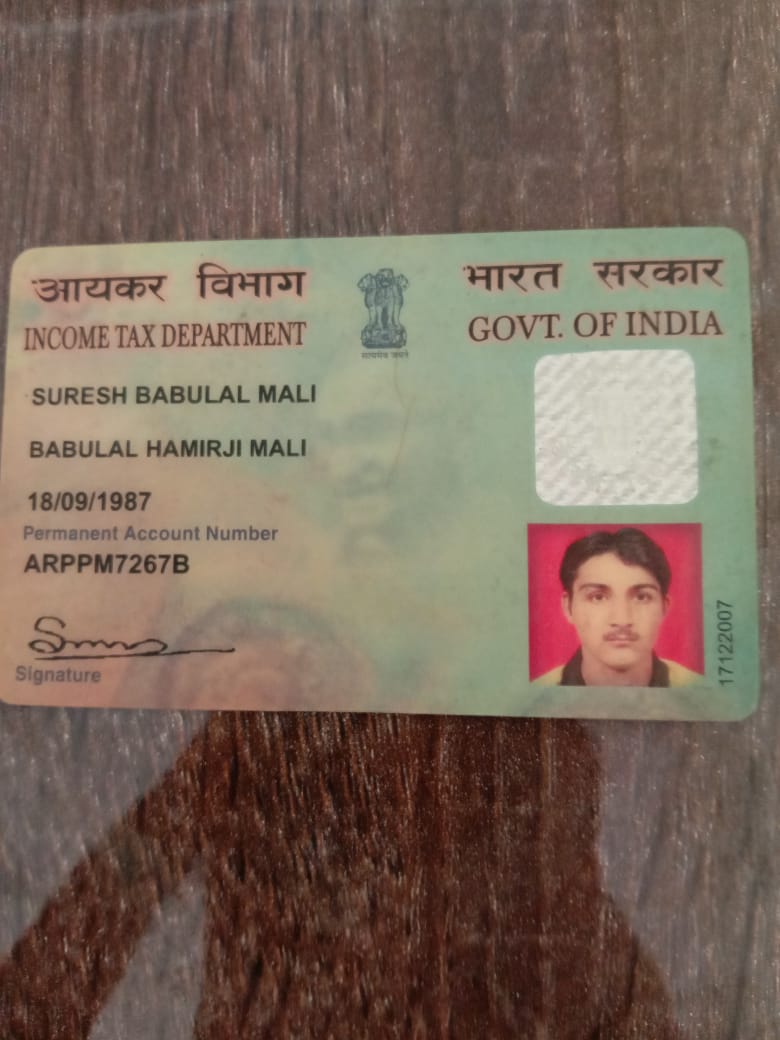 आयकर विभाग
INCOME TAX DEPARTMENT
भारत सरकार
GOVT. OF INDIA
सत्यमेव जयते
SURESH BABULAL MALI
BABULAL HAMIRJI MALI
18/09/1987
Permanent Account Number
ARPPM7267B
Signature
17122007